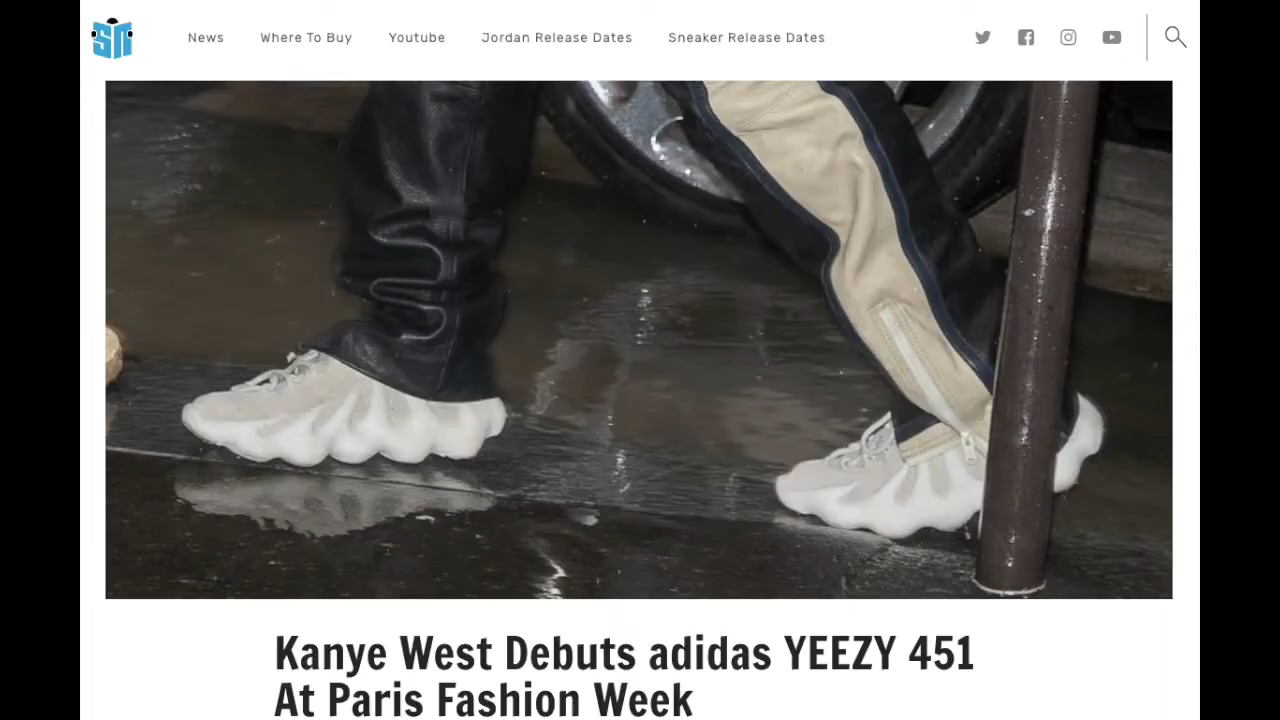 SN
News Where To Buy Youtube Jordan Release Dates Sneaker Release Dates
Kanye West Debuts adidas YEEZY 451
At Paris Fashion Week